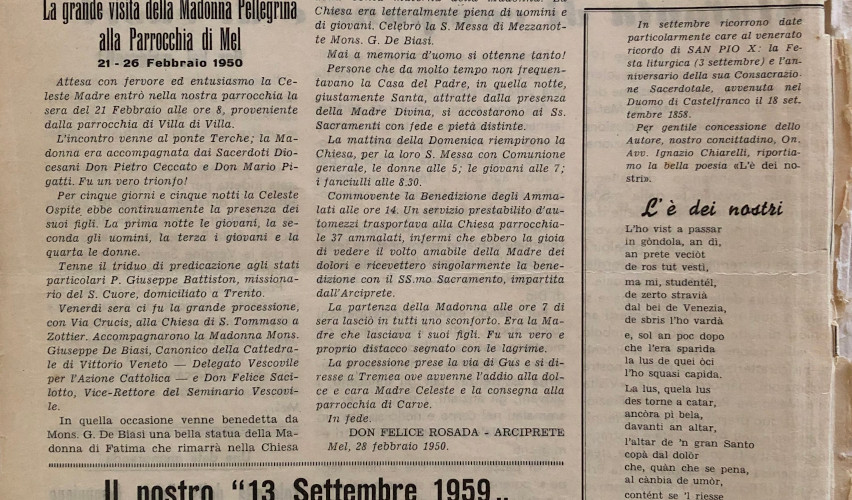 La grande visita della Madonna Pellegrina
alla Parrocchia di Mel
21 - 26 Febbraio 1950
Attesa con fervore ed entusiasmo la Ce-
leste Madre entrò nella nostra parrocchia la
sera del 21 Febbraio alle ore 8, proveniente
dalla parrocchia di Villa di Villa.
L'incontro venne al ponte Terche; la Ma-
donna era accompagnata dai Sacerdoti Dio-
cesani Don Pietro Ceccato e Don Mario Pi-
gatti. Fu un vero trionfo!
Per cinque giorni e cinque notti la Celeste
Ospite ebbe continuamente la presenza dei
suoi figli. La prima notte le giovani, la se-
conda gli uomini, la terza i giovani e la
quarta le donne.
Tenne il triduo di predicazione agli stati
particolari P. Giuseppe Battiston, missiona-
rio del S. Cuore, domiciliato a Trento.
Venerdì sera ci fu la grande processione,
con Via Crucis, alla Chiesa di S. Tommaso a
Zottier. Accompagnarono la Madonna Mons.
Giuseppe De Biasi, Canonico della Cattedra-
le di Vittorio Veneto — Delegato Vescovile
per l'Azione Cattolica — e Don Felice Saci-
lotto, Vice-Rettore del Seminario Vescovi-
le.
In quella occasione venne benedetta da
Mons. G. De Biasi una bella statua della Ma-
donna di Fatima che rimarrà nella Chiesa
Chiesa era letteralmente piena di uomini e
di giovani. Celebrò la S. Messa di Mezzanot-
te Mons. G. De Biasi.
Mai a memoria d'uomo si ottenne tanto!
Persone che da molto tempo non frequen-
tavano la Casa del Padre, in quella notte,
giustamente Santa, attratte dalla presenza
della Madre Divina, si accostarono ai Ss.
Sacramenti con fede e pietà distinte.
La mattina della Domenica riempirono la
Chiesa, per la loro S. Messa con Comunione
generale, le donne alle 5; le giovani alle 7;
i fanciulli alle 8.30.
Commovente la Benedizione degli Amma-
lati alle ore 14. Un servizio prestabilito d'au-
tomezzi trasportava alla Chiesa parrocchia-
le 37 ammalati, infermi che ebbero la gioia
di vedere il volto amabile della Madre dei
dolori e ricevettero singolarmente la bene-
dizione con il SS.mo Sacramento, impartita
dall'Arciprete.
La partenza della Madonna alle ore 7 di
sera lasciò in tutti uno sconforto. Era la Ma-
dre che lasciava i suoi figli. Fu un vero e
proprio distacco segnato con le lagrime.
La processione prese la via di Gus e si di-
resse a Tremea ove avvenne l'addio alla dol-
ce e cara Madre Celeste e la consegna alla
parrocchia di Carve.
In fede.
DON FELICE ROSADA - ARCIPRETE
Mel, 28 febbraio 1950.
Il nostro "13 Settembre 1959„
In settembre ricorrono date
particolarmente care al venerato
ricordo di SAN PIO X: la Fe-
sta liturgica (3 settembre) e l'an-
niversario della sua Consacrazio-
ne Sacerdotale, avvenuta nel
Duomo di Castelfranco il 18 set-
tembre 1858.
Per gentile concessione dello
Autore, nostro concittadino, On.
Avv. Ignazio Chiarelli, riportia-
mo la bella poesia «L'è dei no-
stri».
L'è dei nostri
L'ho vist a passar
in góndola, an dì,
an prete veciòt
de ros tut vestì,
ma mi, studentél,
de zerto stravià
dal bei de Venezia,
de sbris l'ho vardà
e, sol an poc dopo
che l'era sparida
la lus de quei òci
l'ho squasi capida.
La lus, quela lus
des torne a catar,
ancòra pi bela,
davanti an altar,
l'altar de 'n gran Santo
copà dal dolòr
che, quàn che se pena,
al cànbia de umòr,
contént se 'l riesse